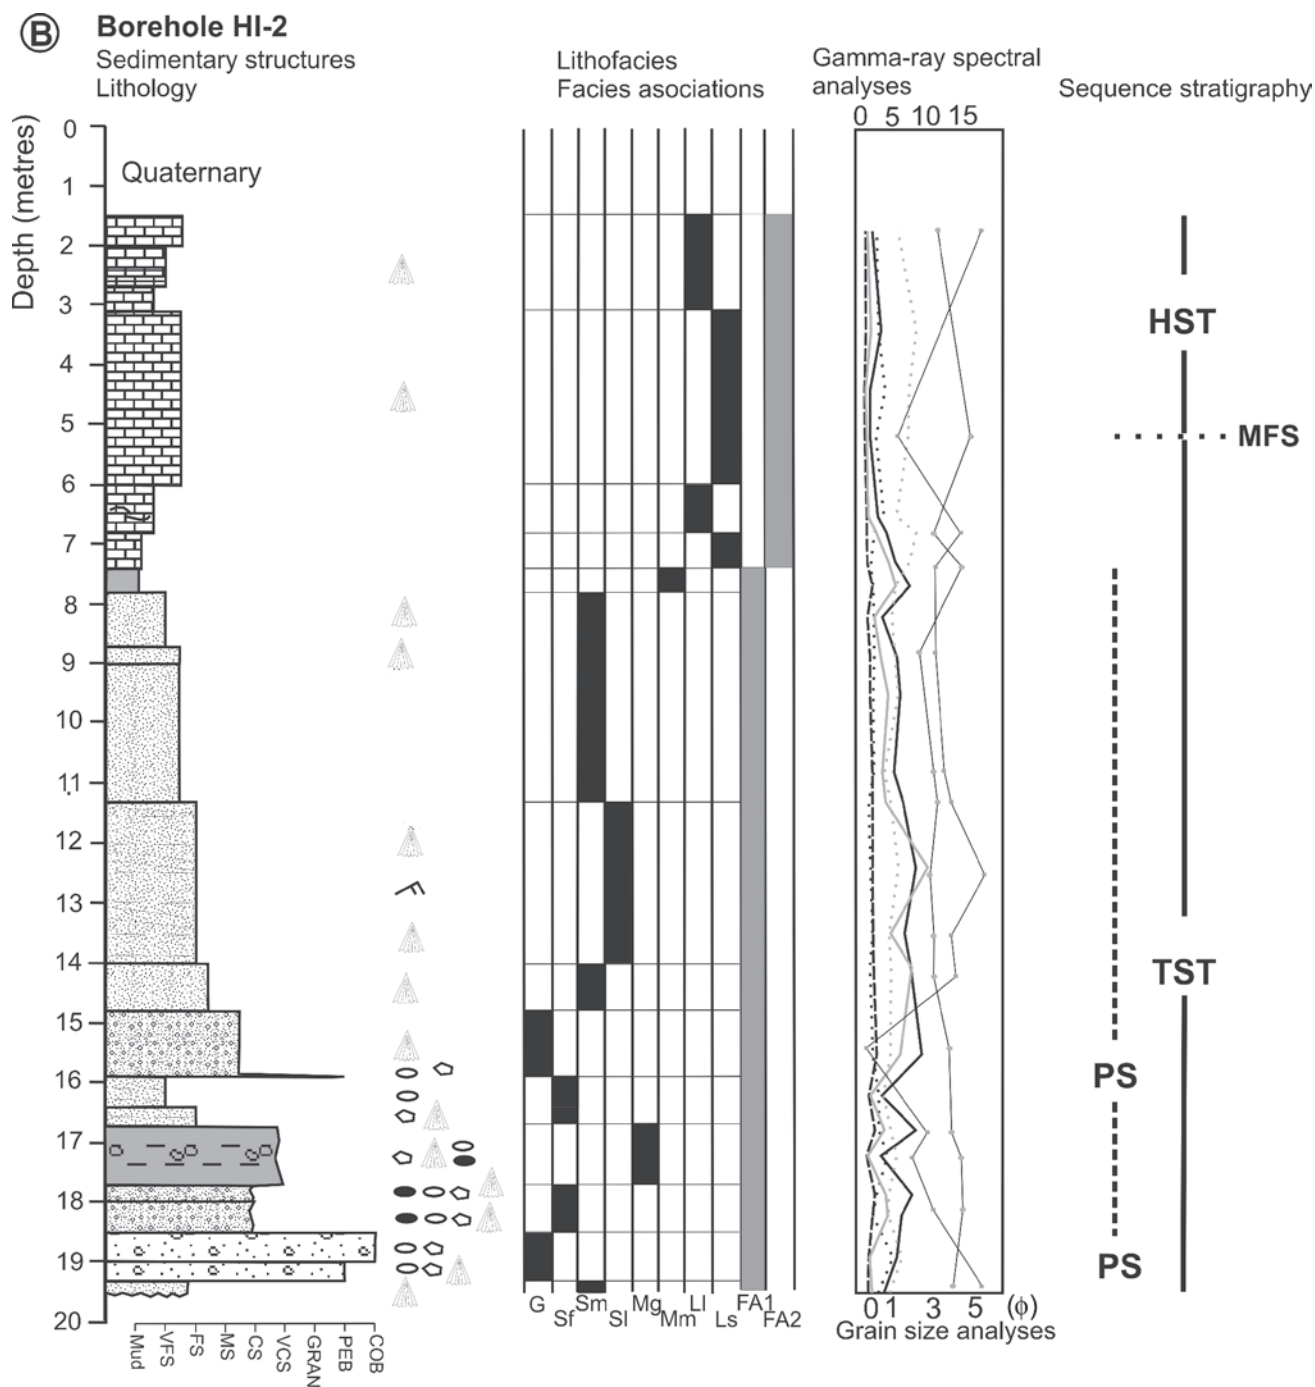 B Borehole HI-2
Sedimentary structures
Lithology
Lithofacies
Facies asociations
Gamma-ray spectral
analyses
Sequence stratigraphy
0 5 10 15
Depth (metres)
0
1
2
3
4
5
6
7
8
9
10
11
12
13
14
15
16
17
18
19
20
Quaternary
HST
MFS
TST
PS
PS
Mud
VFS
FS
MS
CS
VCS
GRAN
PEB
COB
G
Sf
Sm
Sl
Mg
Mm
Ll
Ls
FA1
FA2
0 1 3 5 (ϕ)
Grain size analyses